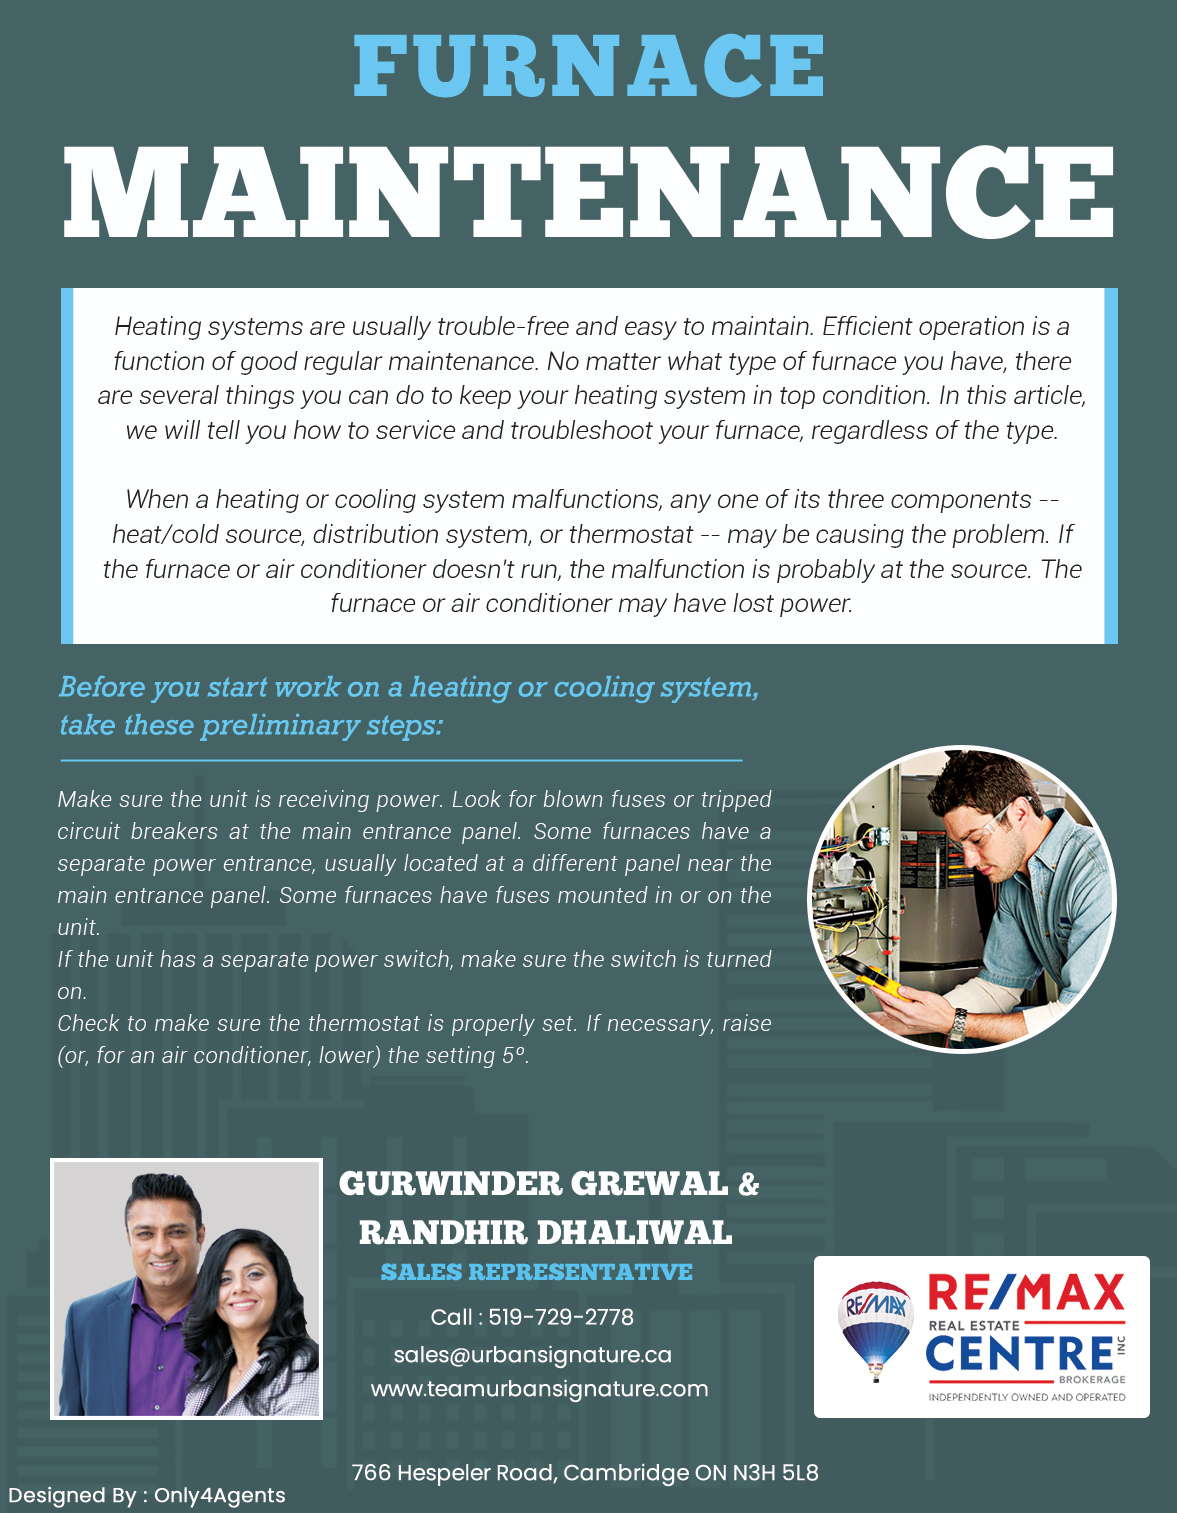 FURNACE
MAINTENANCE
Heating systems are usually trouble-free and easy to maintain. Efficient operation is a
function of good regular maintenance. No matter what type of furnace you have, there
are several things you can do to keep your heating system in top condition. In this article,
we will tell you how to service and troubleshoot your furnace, regardless of the type.
When a heating or cooling system malfunctions, any one of its three components --
heat/cold source, distribution system, or thermostat -- may be causing the problem. If
the furnace or air conditioner doesn't run, the malfunction is probably at the source. The
furnace or air conditioner may have lost power.
Before you start work on a heating or cooling system,
take these preliminary steps:
Make sure the unit is receiving power. Look for blown fuses or tripped
circuit breakers at the main entrance panel. Some furnaces have a
separate power entrance, usually located at a different panel near the
main entrance panel. Some furnaces have fuses mounted in or on the
unit.
If the unit has a separate power switch, make sure the switch is turned
on.
Check to make sure the thermostat is properly set. If necessary, raise
(or, for an air conditioner, lower) the setting 5º.
GURWINDER GREWAL &
RANDHIR DHALIWAL
SALES REPRESENTATIVE
Call : 519-729-2778
sales@urbansignature.ca
www.teamurbansignature.com
RE/MAX
RE/MAX
REAL ESTATE
CENTRE INC
BROKERAGE
INDEPENDENTLY OWNED AND OPERATED
766 Hespeler Road, Cambridge ON N3H 5L8
Designed By : Only4Agents